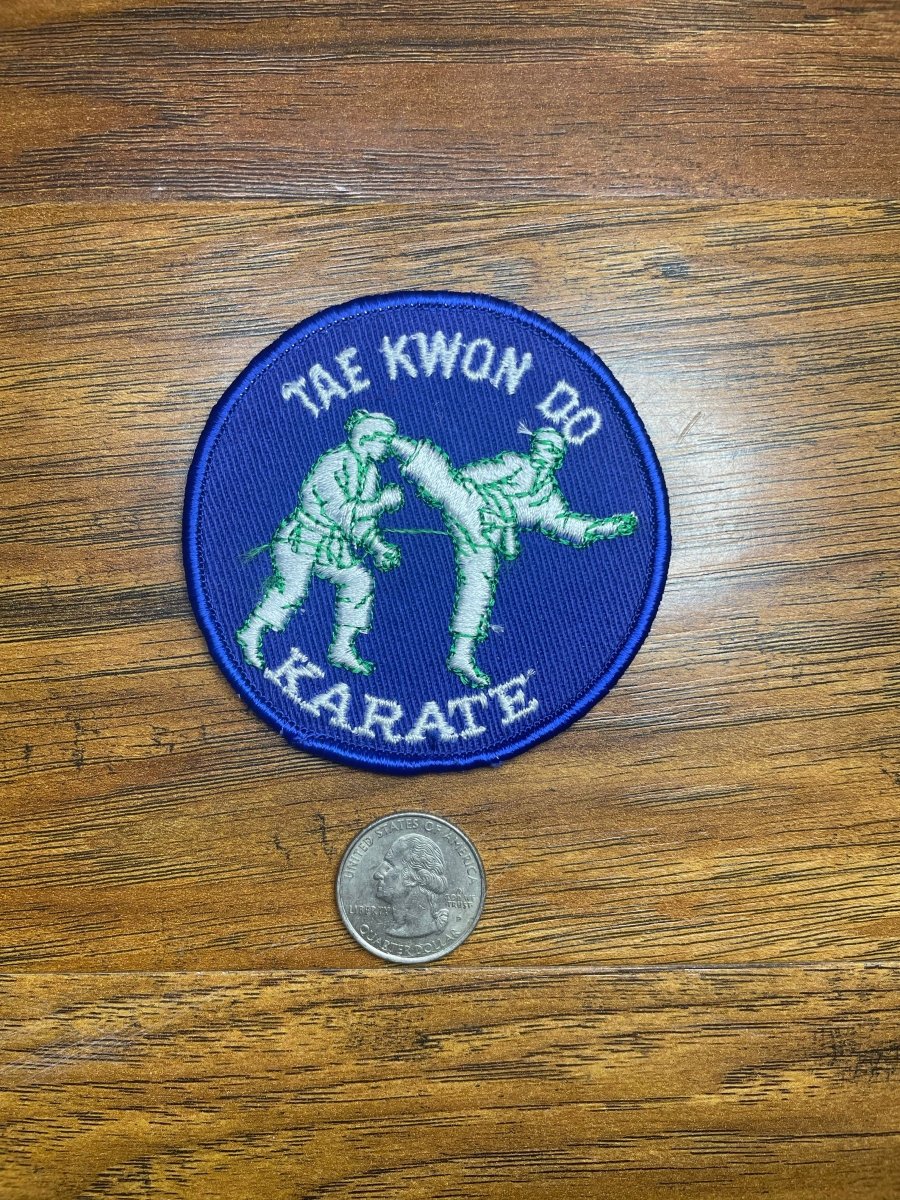 TAE KWON DO
KARATE
UNITED STATES OF AMERICA
LIBERTY
IN GOD WE
TRUST
P
QUARTER DOLLAR